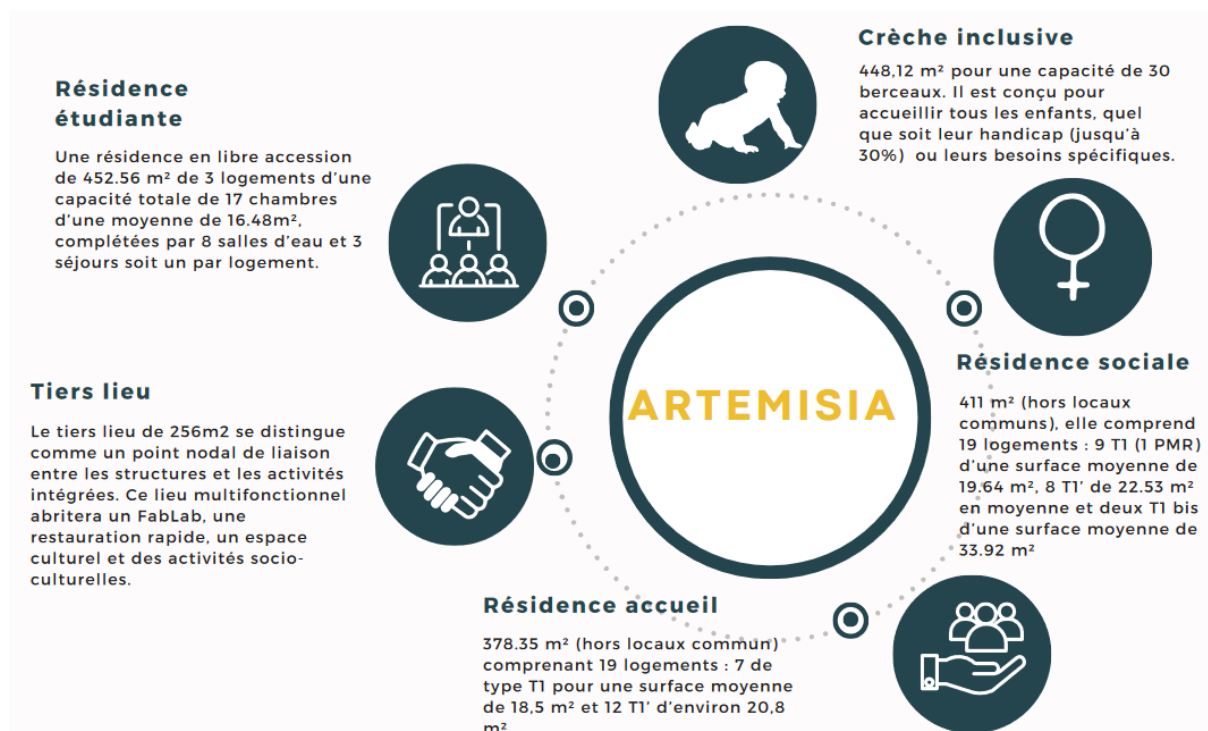 Résidence
étudiante
Une résidence en libre accession
de 452.56 m² de 3 logements d'une
capacité totale de 17 chambres
d'une moyenne de 16.48m²,
complétées par 8 salles d'eau et 3
séjours soit un par logement.
Crèche inclusive
448,12 m² pour une capacité de 30
berceaux. Il est conçu pour
accueillir tous les enfants, quel
que soit leur handicap (jusqu'à
30%) ou leurs besoins spécifiques.
Tiers lieu
Le tiers lieu de 256m2 se distingue
comme un point nodal de liaison
entre les structures et les activités
intégrées. Ce lieu multifonctionnel
abritera un FabLab, une
restauration rapide, un espace
culturel et des activités socio-
culturelles.
ARTEMISIA
Résidence sociale
411 m² (hors locaux
communs), elle comprend
19 logements : 9 T1 (1 PMR)
d'une surface moyenne de
19.64 m², 8 T1' de 22.53 m²
en moyenne et deux T1 bis
d'une surface moyenne de
33.92 m²
Résidence accueil
378.35 m² (hors locaux commun)
comprenant 19 logements : 7 de
type T1 pour une surface moyenne
de 18,5 m² et 12 T1' d'environ 20,8
m²